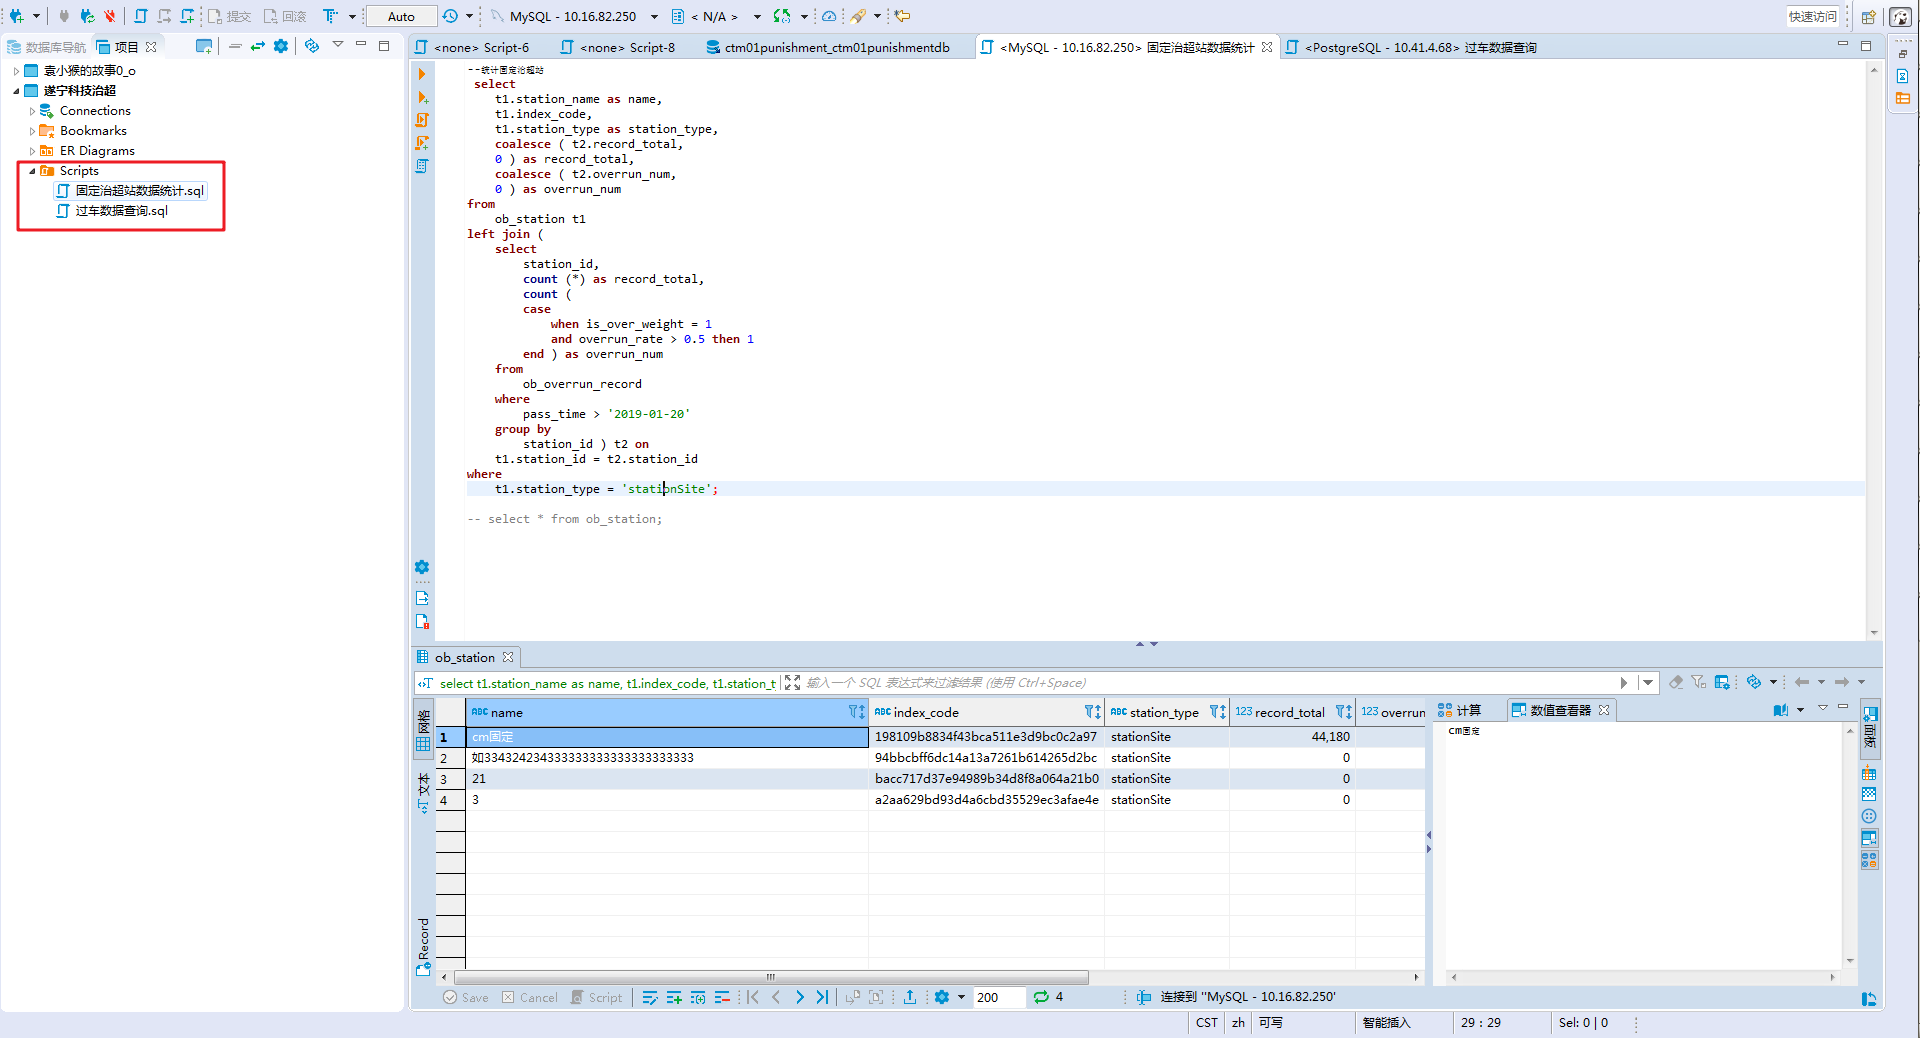 提交 回滚 Auto MySQL - 10.16.82.250 < N/A > 快速访问
数据库导航 项目
袁小猴的故事0_o
遂宁科技治超
Connections
Bookmarks
ER Diagrams
Scripts
固定治超站数据统计.sql
过车数据查询.sql
<none> Script-6 <none> Script-8 ctm01punishment_ctm01punishmentdb <MySQL - 10.16.82.250> 固定治超站数据统计 <PostgreSQL - 10.41.4.68> 过车数据查询
--统计固定治超站
select
t1.station_name as name,
t1.index_code,
t1.station_type as station_type,
coalesce ( t2.record_total,
0 ) as record_total,
coalesce ( t2.overrun_num,
0 ) as overrun_num
from
ob_station t1
left join (
select
station_id,
count (*) as record_total,
count (
case
when is_over_weight = 1
and overrun_rate > 0.5 then 1
end ) as overrun_num
from
ob_overrun_record
where
pass_time > '2019-01-20'
group by
station_id ) t2 on
t1.station_id = t2.station_id
where
t1.station_type = 'stationSite';
-- select * from ob_station;
ob_station
select t1.station_name as name, t1.index_code, t1.station_t 输入一个 SQL 表达式来过滤结果 (使用 Ctrl+Space)
网格
文本
Record
ABC name ABC index_code ABC station_type 123 record_total 123 overrun
1 cm固定 198109b8834f43bca511e3d9bc0c2a97 stationSite 44,180
2 如33432423433333333333333333333 94bbcbff6dc14a13a7261b614265d2bc stationSite 0
3 21 bacc717d37e94989b34d8f8a064a21b0 stationSite 0
4 3 a2aa629bd93d4a6cbd35529ec3afae4e stationSite 0
计算 数值查看器
cm固定
面板
Save Cancel Script 200 4 连接到 "MySQL - 10.16.82.250'
CST zh 可写 智能插入 29 : 29 Sel: 0 | 0